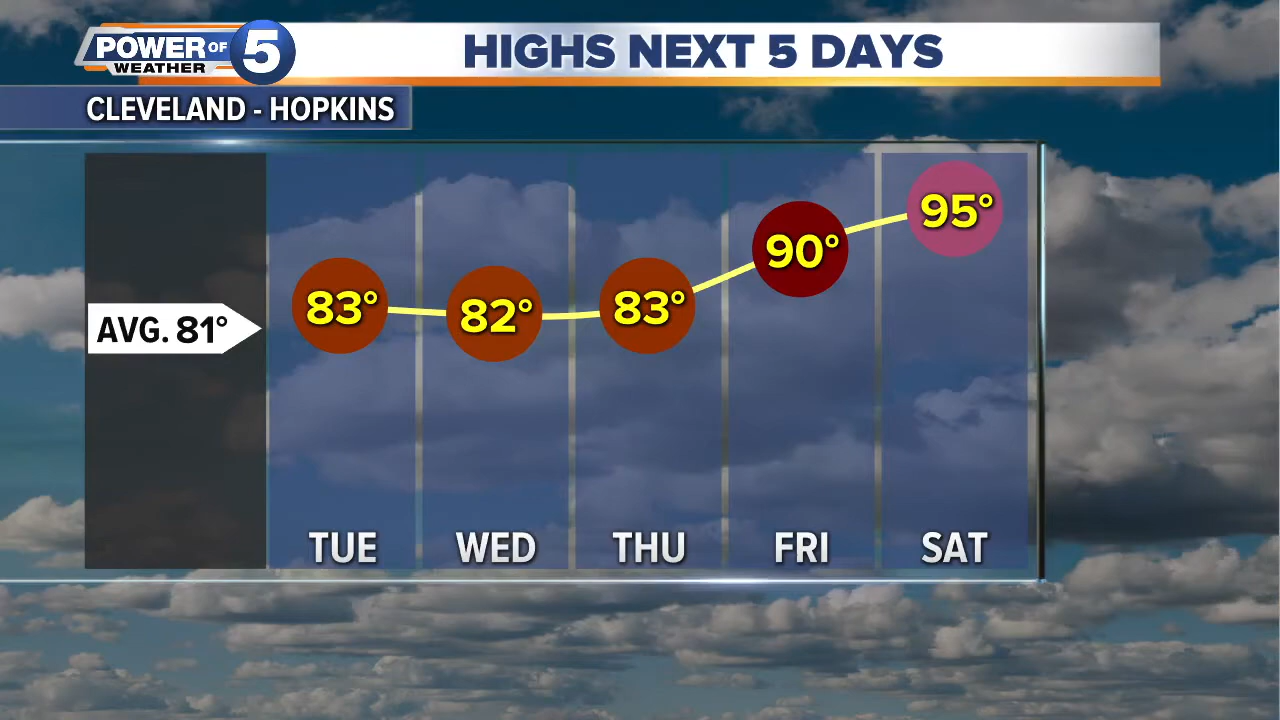 POWER OF 5
WEATHER
HIGHS NEXT 5 DAYS
CLEVELAND - HOPKINS
AVG. 81°
83° 82° 83° 90° 95°
TUE WED THU FRI SAT